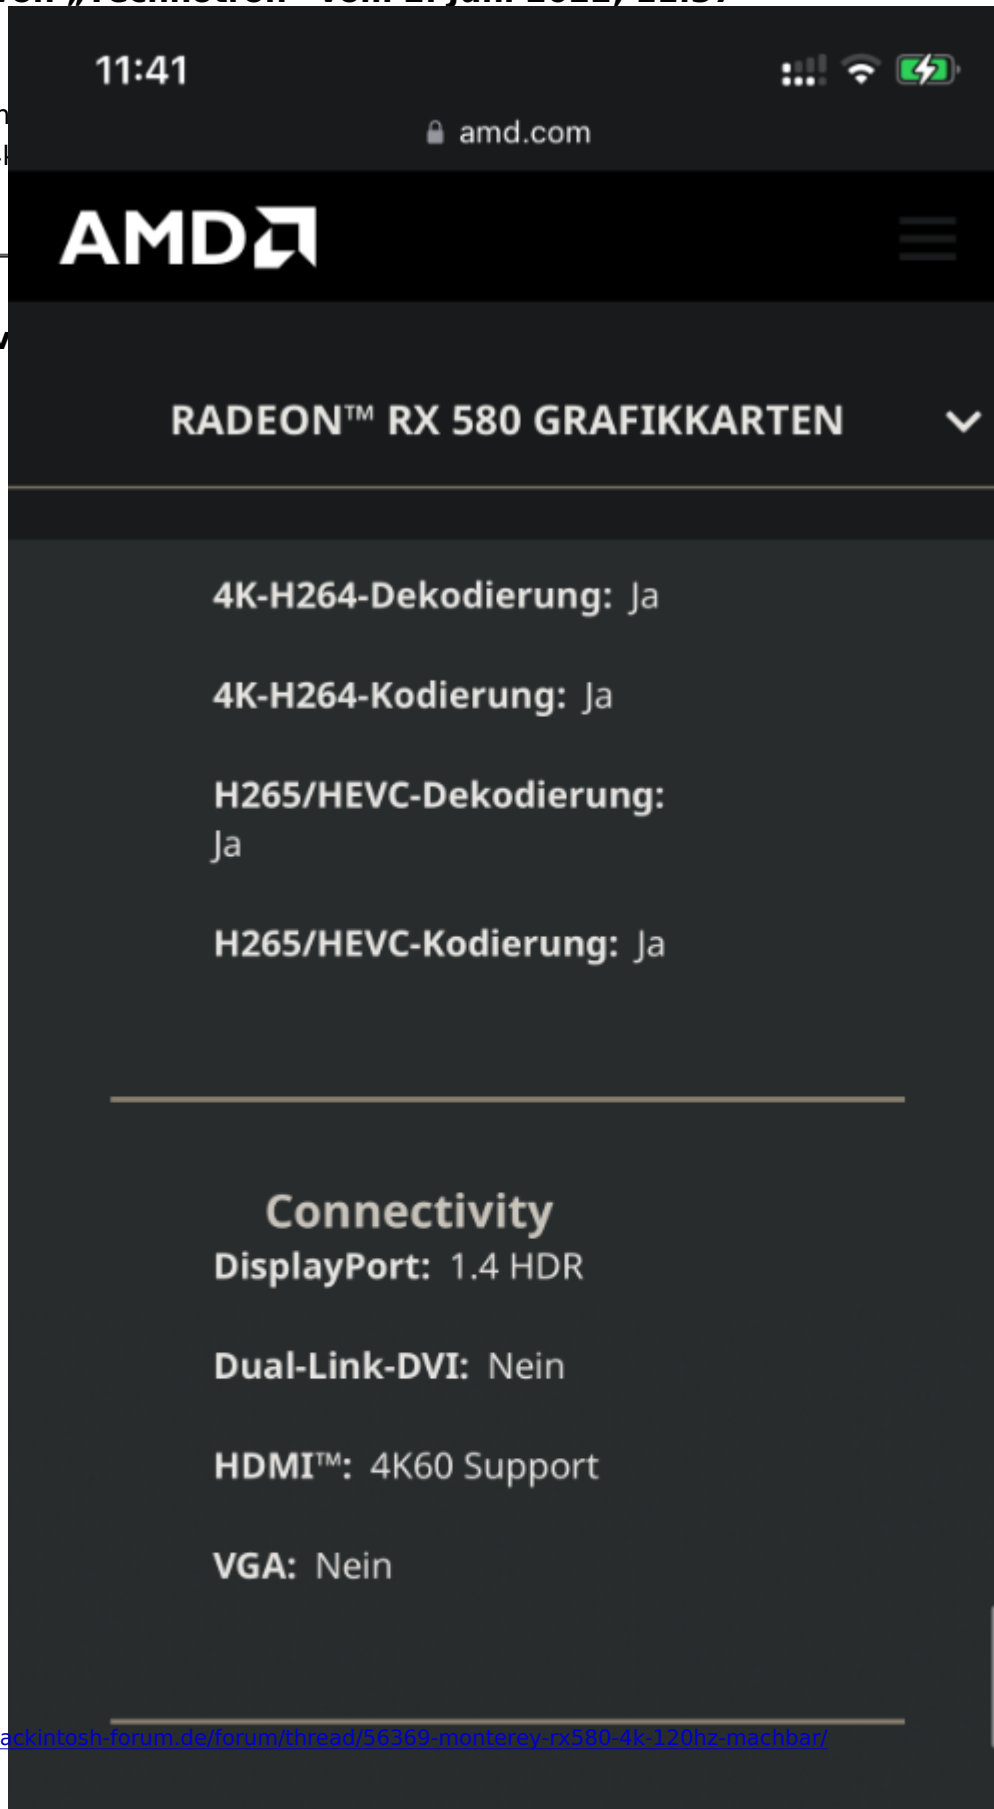 11:41
amd.com
AMD
RADEON™ RX 580 GRAFIKKARTEN
4K-H264-Dekodierung: Ja
4K-H264-Kodierung: Ja
H265/HEVC-Dekodierung:
Ja
H265/HEVC-Kodierung: Ja
Connectivity
DisplayPort: 1.4 HDR
Dual-Link-DVI: Nein
HDMI™: 4K60 Support
VGA: Nein
ackintosh-forum.de/forum/thread/56369-monterey-rx580-4k-120hz-machbar/